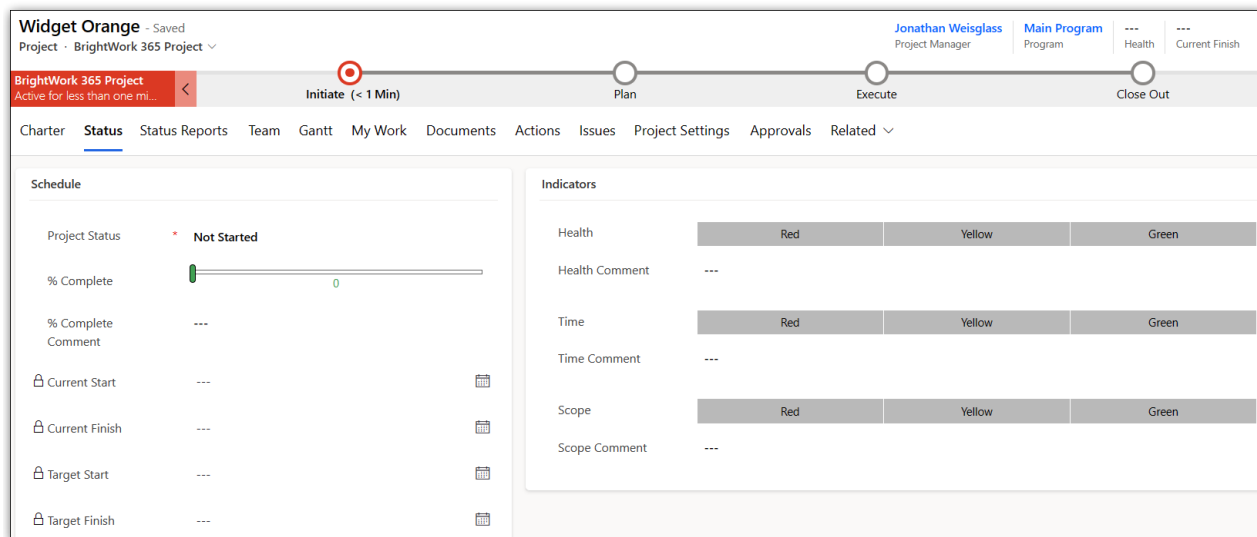 Widget Orange - Saved
Project · BrightWork 365 Project
Jonathan Weisglass
Project Manager
Main Program
Program
---
Health
---
Current Finish
BrightWork 365 Project
Active for less than one mi...
Initiate (< 1 Min)
Plan
Execute
Close Out
Charter Status Status Reports Team Gantt My Work Documents Actions Issues Project Settings Approvals Related
Schedule
Project Status * Not Started
% Complete 0
% Complete
Comment
---
Current Start ---
Current Finish ---
Target Start ---
Target Finish ---
Indicators
Health Red Yellow Green
Health Comment ---
Time Red Yellow Green
Time Comment ---
Scope Red Yellow Green
Scope Comment ---